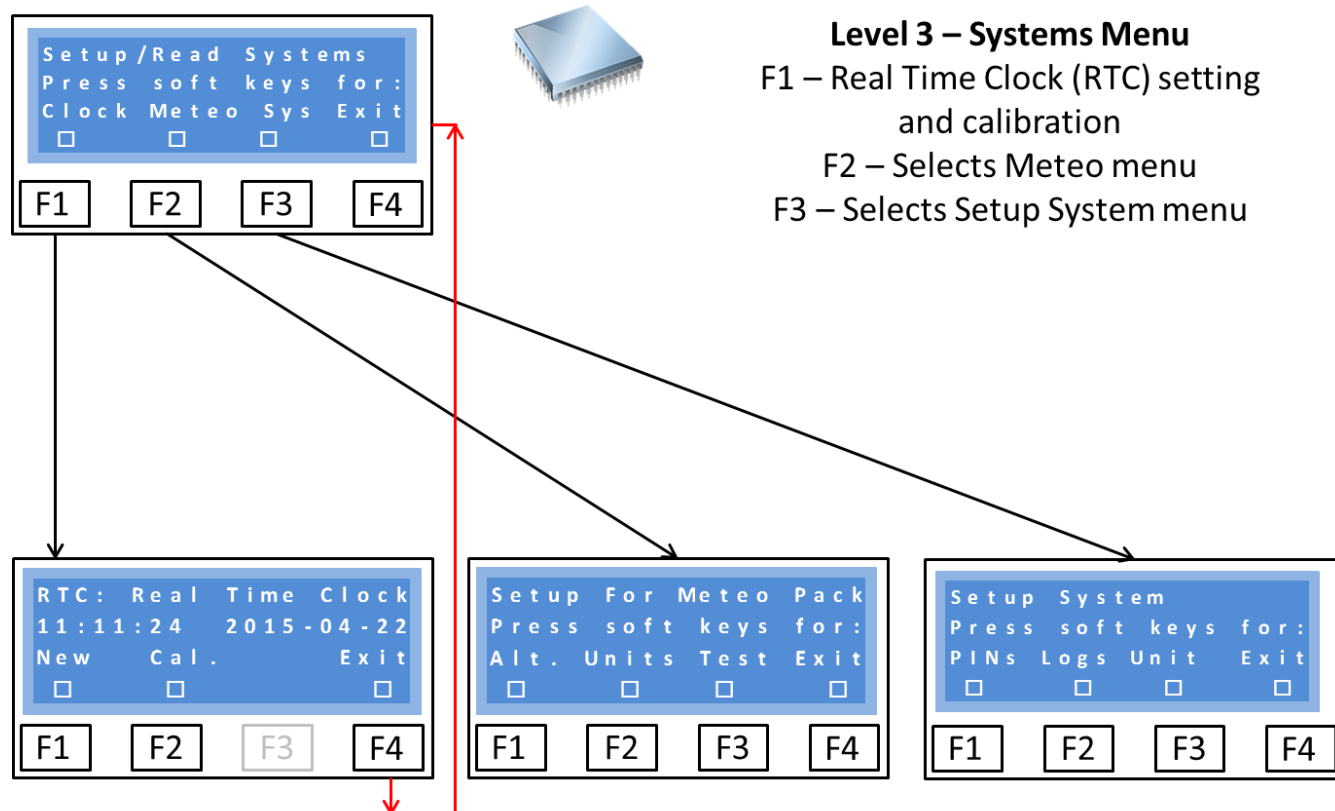 Setup/Read Systems
Press soft keys for:
Clock Meteo Sys Exit
F1 F2 F3 F4
Level 3 – Systems Menu
F1 – Real Time Clock (RTC) setting
and calibration
F2 – Selects Meteo menu
F3 – Selects Setup System menu
RTC: Real Time Clock
11:11:24 2015-04-22
New Cal. Exit
F1 F2 F3 F4
Setup For Meteo Pack
Press soft keys for:
Alt. Units Test Exit
F1 F2 F3 F4
Setup System
Press soft keys for:
PINs Logs Unit Exit
F1 F2 F3 F4